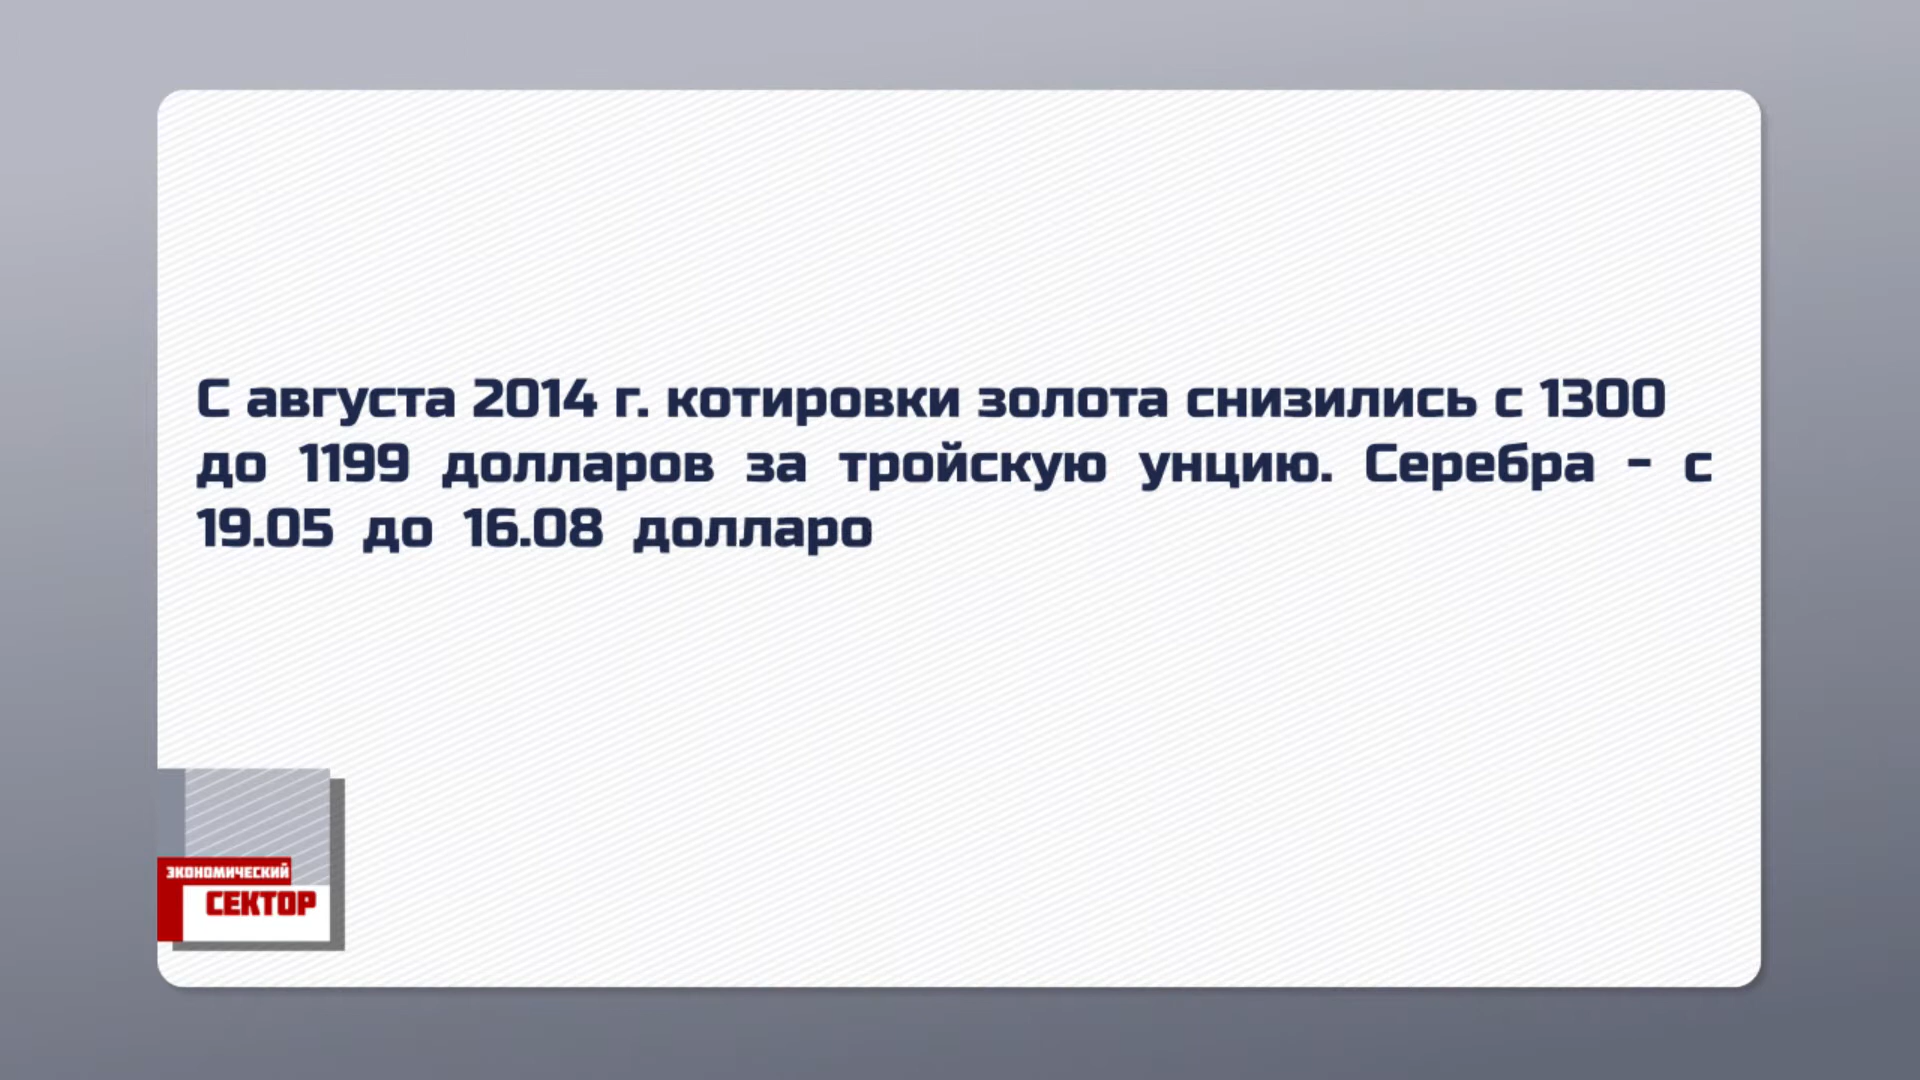 С августа 2014 г. котировки золота снизились с 1300
до 1199 долларов за тройскую унцию. Серебра - с
19.05 до 16.08 долларо
ЭКОНОМИЧЕСКИЙ
СЕКТОР